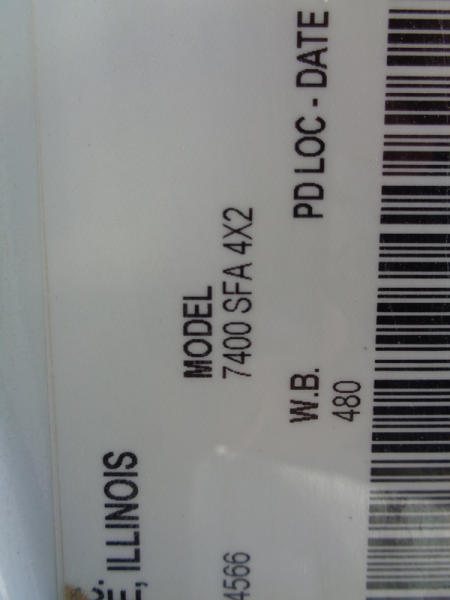 E, ILLINOIS
MODEL
4566 7400 SFA 4X2
W.B. PD LOC - DATE
480